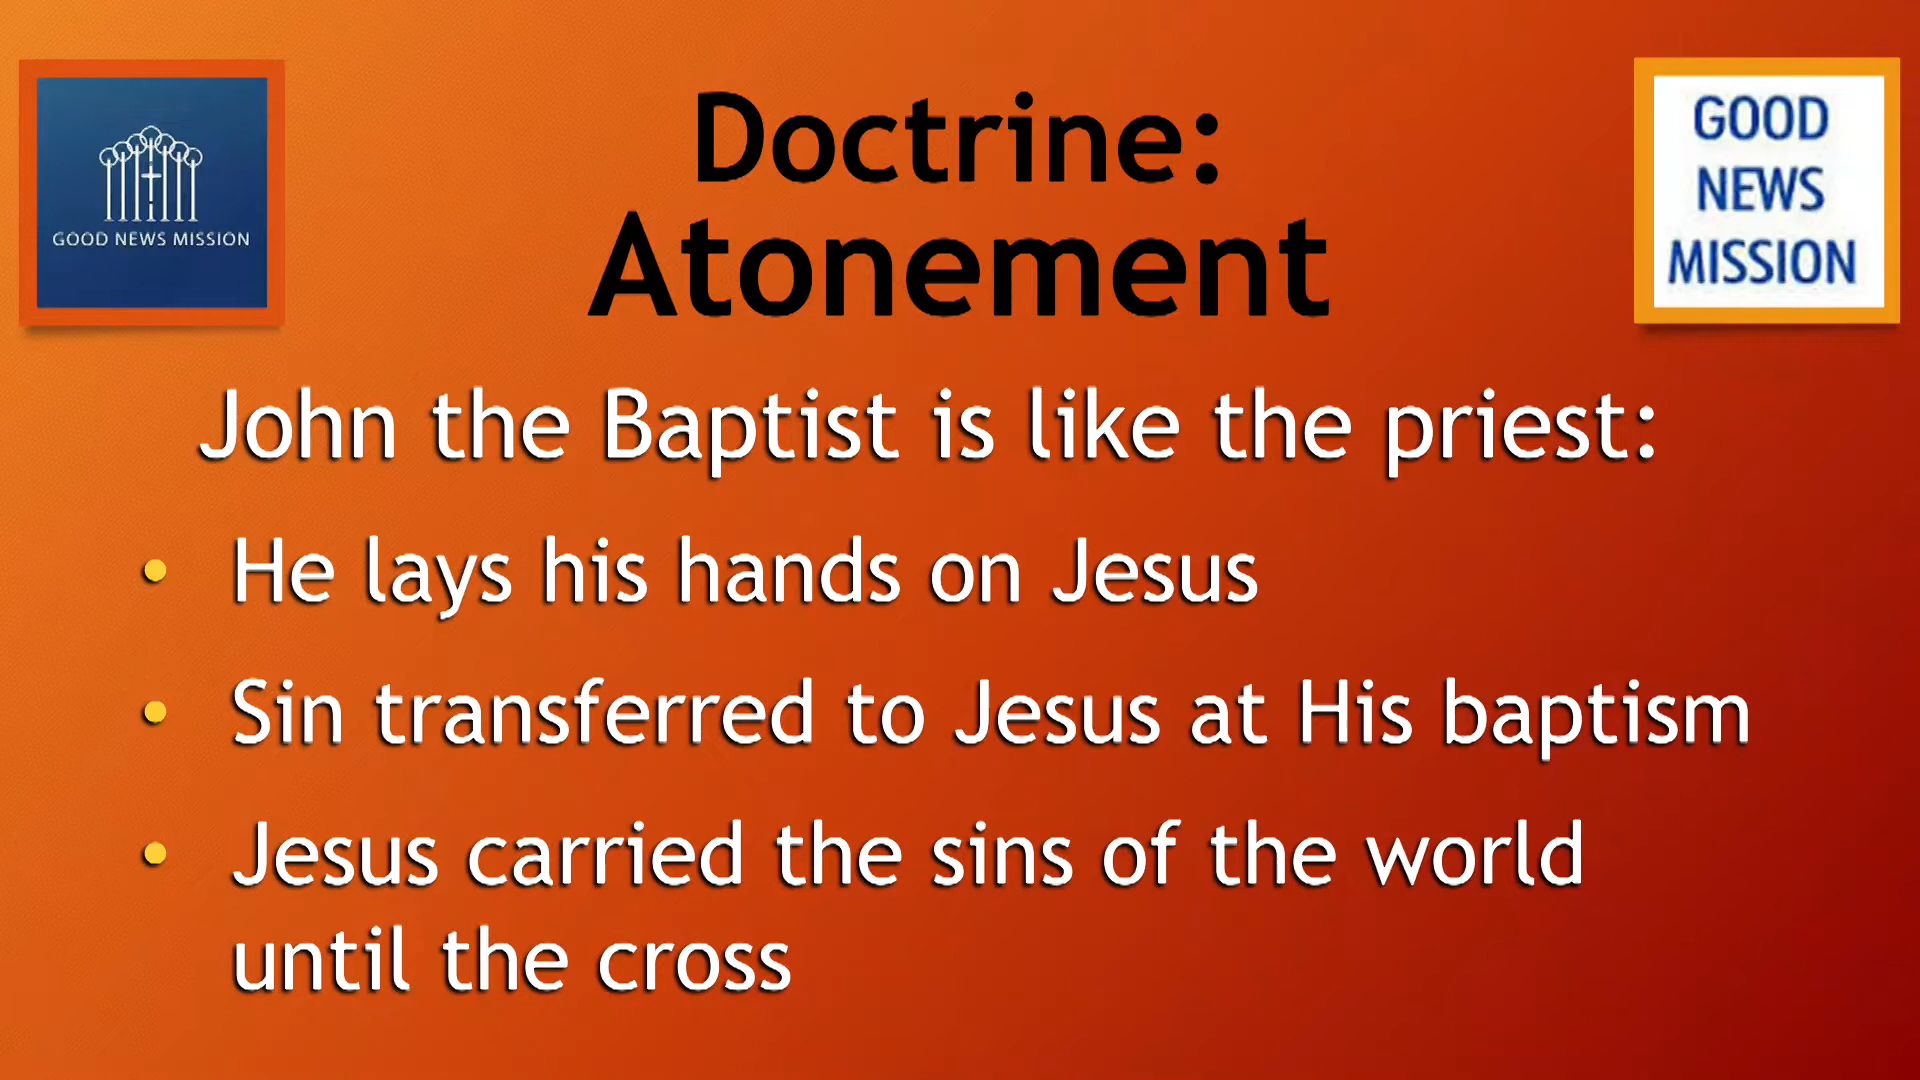 GOOD NEWS MISSION
GOOD
NEWS
MISSION
Doctrine:
Atonement
John the Baptist is like the priest:
• He lays his hands on Jesus
• Sin transferred to Jesus at His baptism
• Jesus carried the sins of the world
until the cross